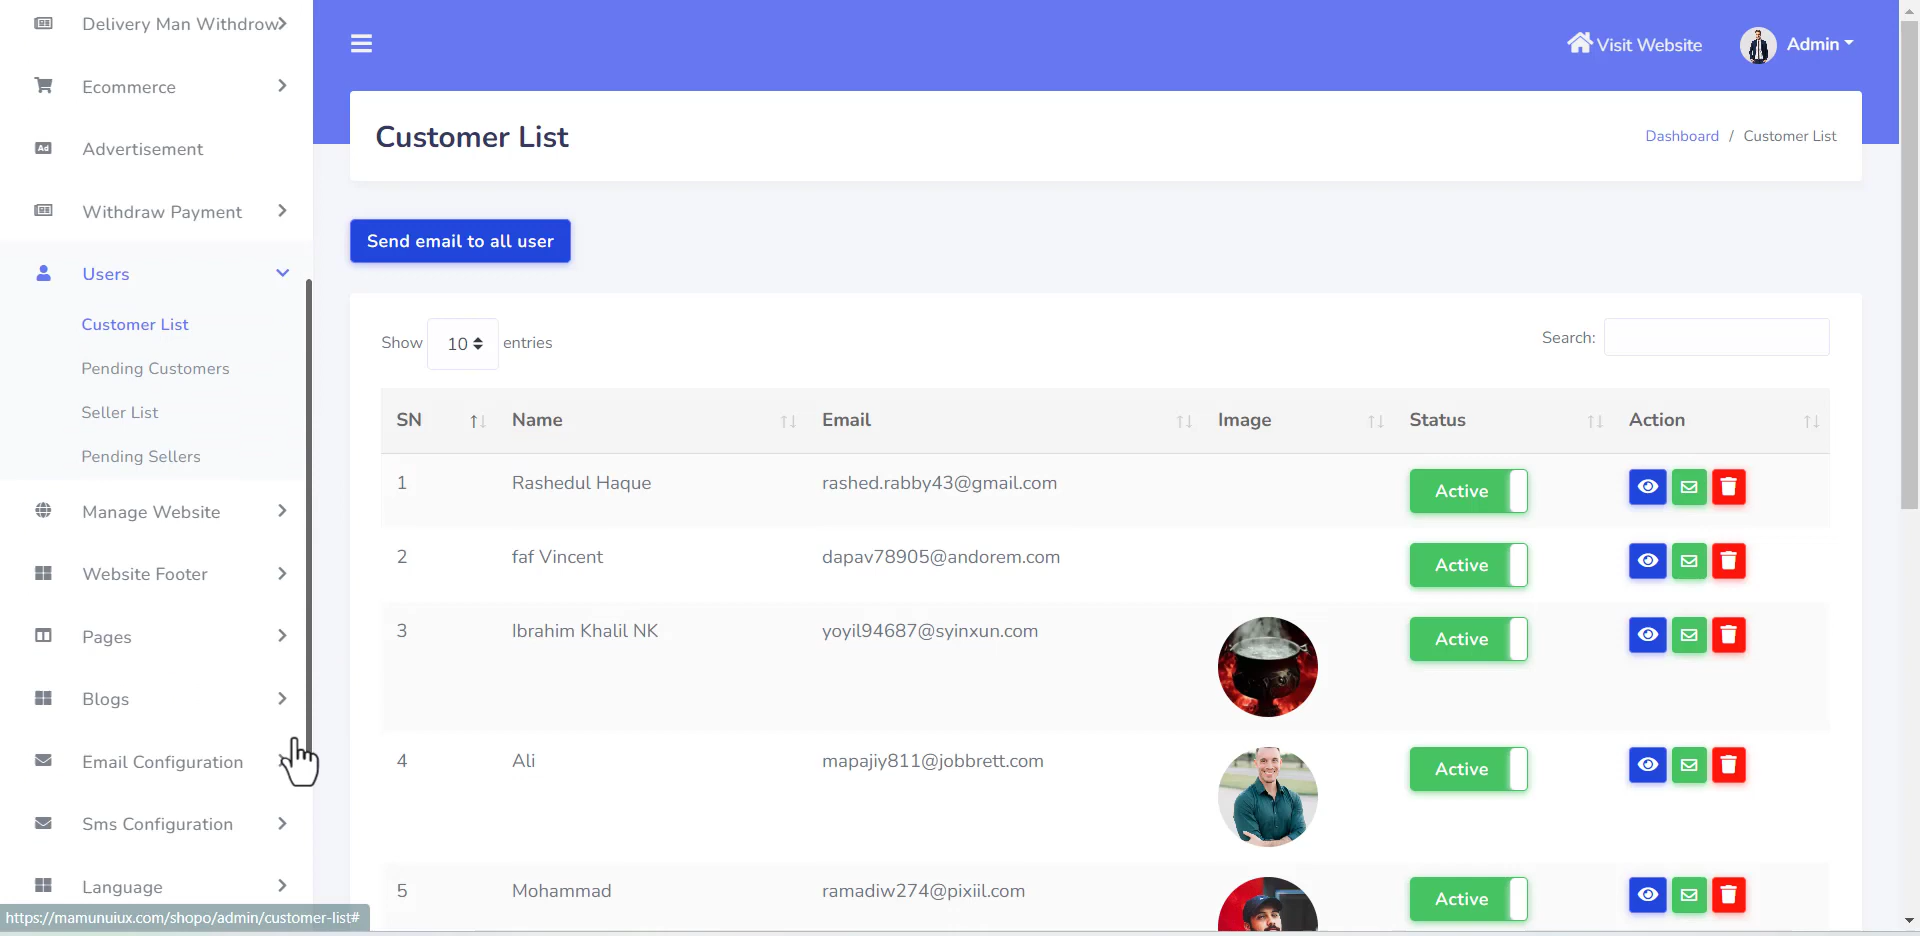 Delivery Man Withdrow
Ecommerce
Ad Advertisement
Withdraw Payment
Users
Customer List
Pending Customers
Seller List
Pending Sellers
Manage Website
Website Footer
Pages
Blogs
Email Configuration
Sms Configuration
Language
https://mamunuiux.com/shopo/admin/customer-list#
Visit Website Admin
Customer List
Dashboard / Customer List
Send email to all user
Show 10 entries Search:
SN Name Email Image Status Action
1 Rashedul Haque rashed.rabby43@gmail.com Active
2 faf Vincent dapav78905@andorem.com Active
3 Ibrahim Khalil NK yoyil94687@syinxun.com Active
4 Ali mapajiy811@jobbrett.com Active
5 Mohammad ramadiw274@pixiil.com Active